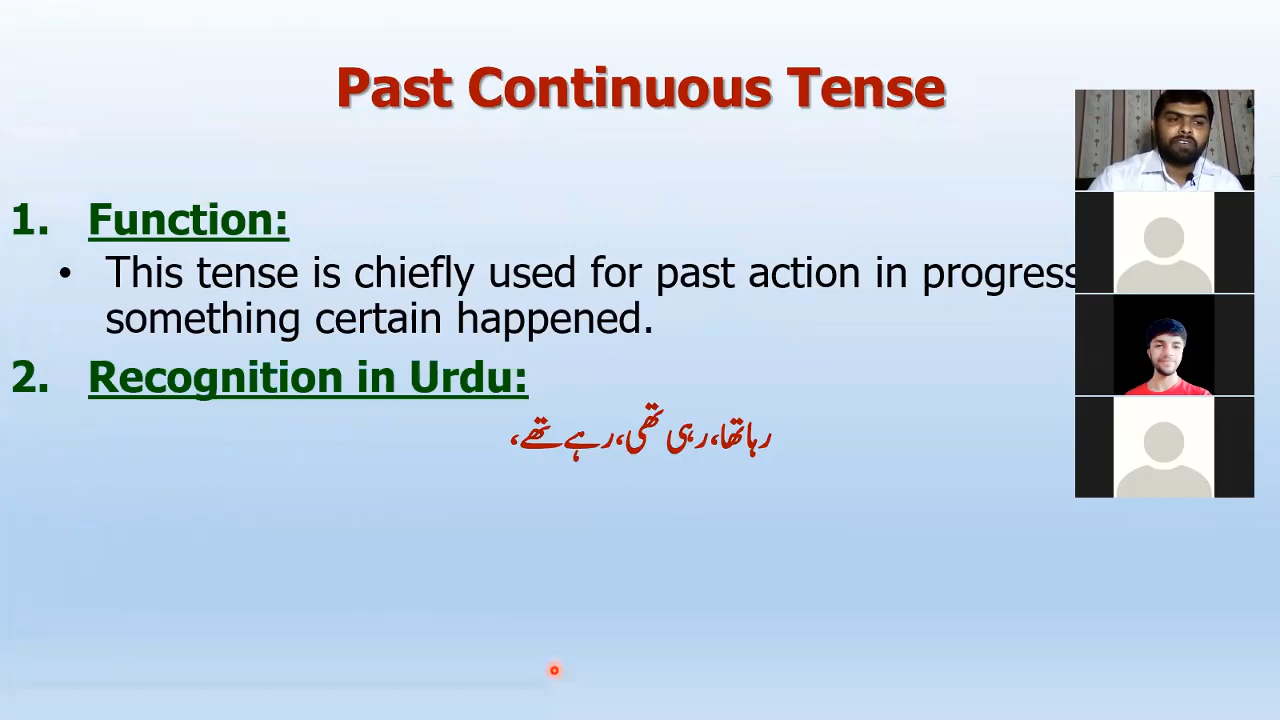 Past Continuous Tense
1. Function:
• This tense is chiefly used for past action in progress
something certain happened.
2. Recognition in Urdu:
رہا تھا، رہی تھی، رہے تھے،